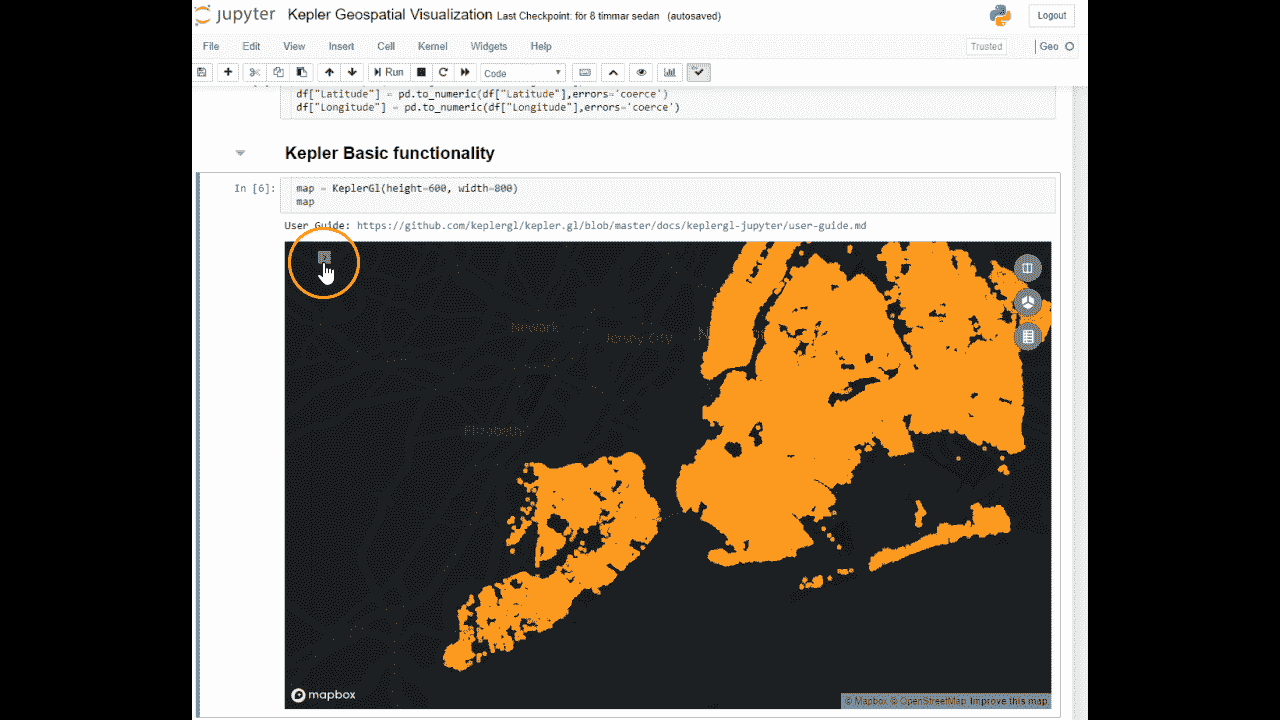 jupyter Kepler Geospatial Visualization Last Checkpoint: för 8 timmar sedan (autosaved)
Logout
File Edit View Insert Cell Kernel Widgets Help
Trusted
Geo
Run
Code
df["Latitude"] = pd.to_numeric(df["Latitude"],errors='coerce')
df["Longitude"] = pd.to_numeric(df["Longitude"],errors='coerce')
Kepler Basic functionality
In [6]:
map = KeplerGl(height=600, width=800)
map
User Guide: https://github.com/keplergl/kepler.gl/blob/master/docs/keplergl-jupyter/user-guide.md
Newark
Jersey City
Elizabeth
mapbox
© Mapbox © OpenStreetMap Improve this map